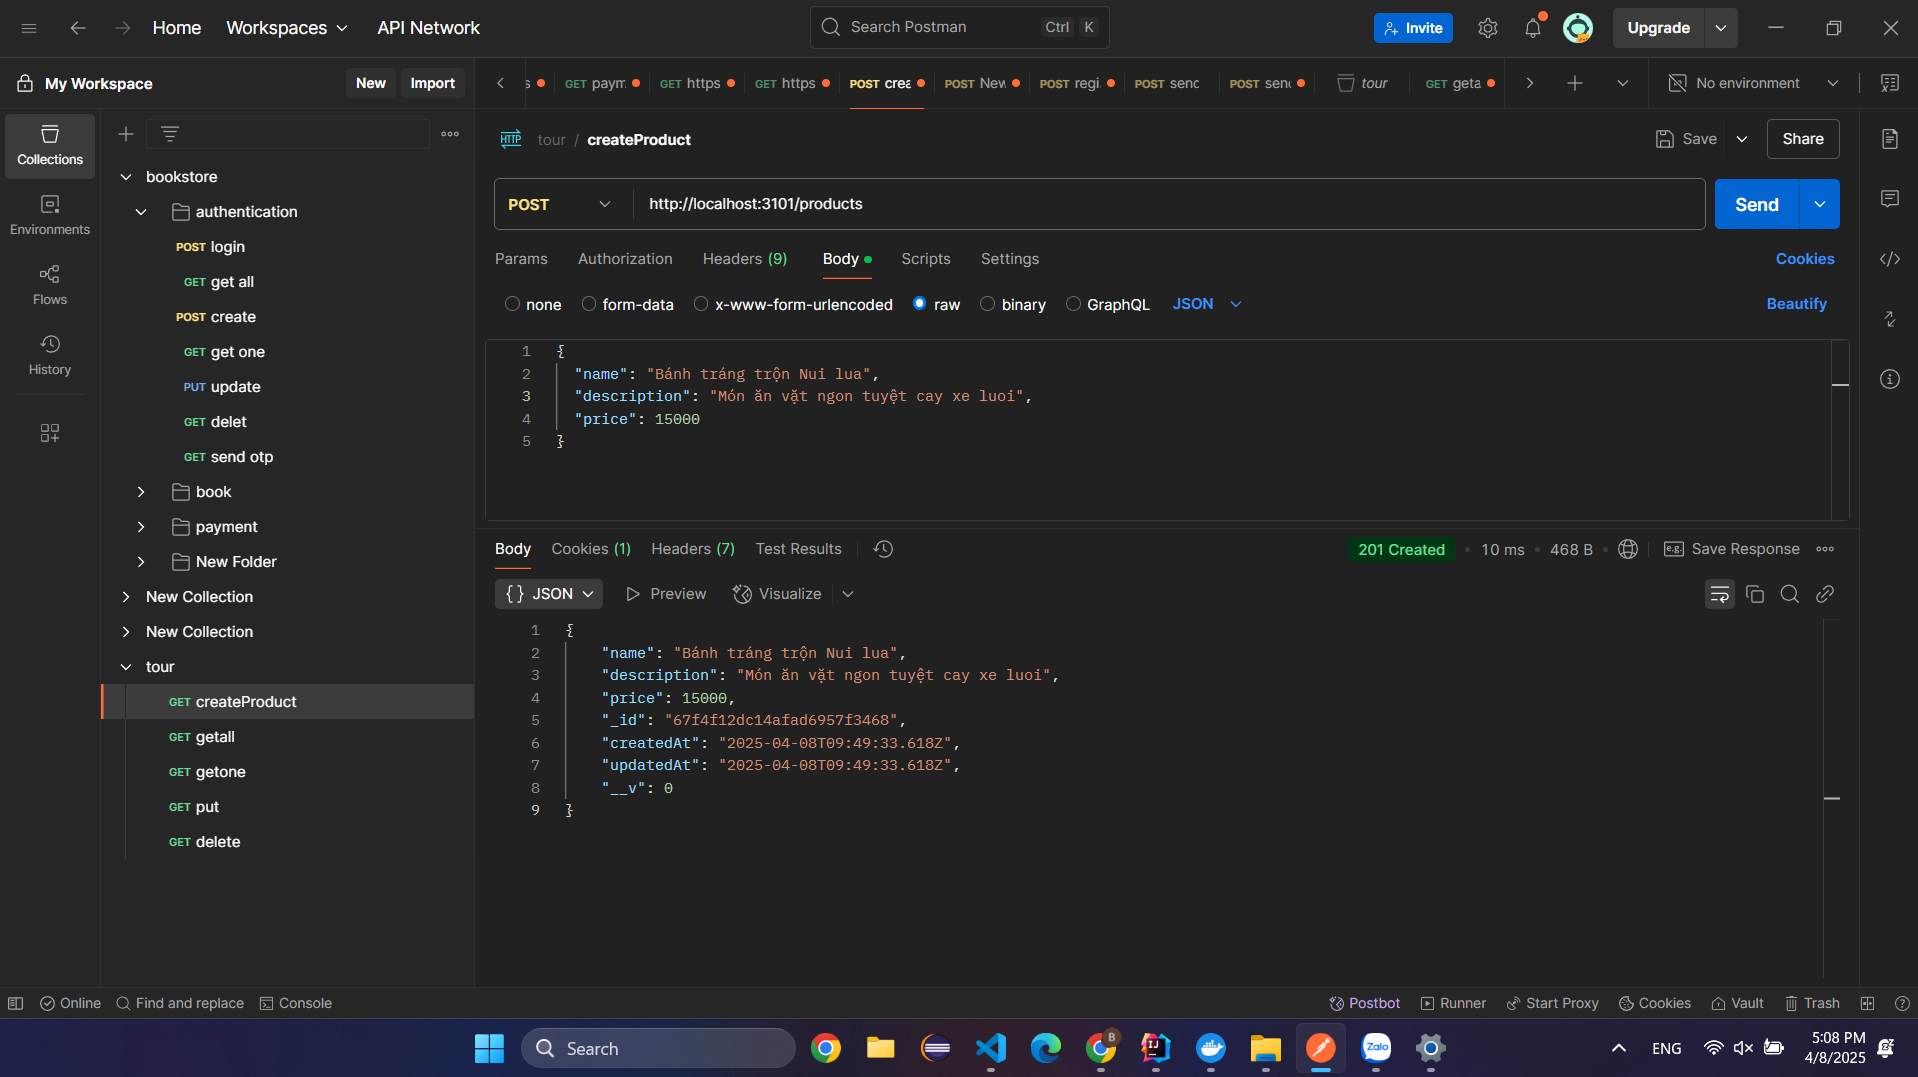 Home
Workspaces
API Network
Search Postman
Ctrl
K
Invite
Upgrade
My Workspace
New
Import
s
GET paym
GET https
GET https
POST crea
POST New
POST regi
POST senc
POST sen
tour
GET geta
No environment
Collections
Environments
Flows
History
bookstore
authentication
POST login
GET get all
POST create
GET get one
PUT update
GET delet
GET send otp
book
payment
New Folder
New Collection
New Collection
tour
GET createProduct
GET getall
GET getone
GET put
GET delete
HTTP
tour / createProduct
Save
Share
POST
http://localhost:3101/products
Send
Params
Authorization
Headers (9)
Body
Scripts
Settings
Cookies
none
form-data
x-www-form-urlencoded
raw
binary
GraphQL
JSON
Beautify
1 {
2 "name": "Bánh tráng trộn Nui lua",
3 "description": "Món ăn vặt ngon tuyệt cay xe luoi",
4 "price": 15000
5 }
Body
Cookies (1)
Headers (7)
Test Results
201 Created
10 ms
468 B
e.g.
Save Response
{} JSON
Preview
Visualize
1 {
2 "name": "Bánh tráng trộn Nui lua",
3 "description": "Món ăn vặt ngon tuyệt cay xe luoi",
4 "price": 15000,
5 "_id": "67f4f12dc14afad6957f3468",
6 "createdAt": "2025-04-08T09:49:33.618Z",
7 "updatedAt": "2025-04-08T09:49:33.618Z",
8 "__v": 0
9 }
Online
Find and replace
Console
Postbot
Runner
Start Proxy
Cookies
Vault
Trash
Search
B
IJ
Zalo
ENG
5:08 PM
4/8/2025